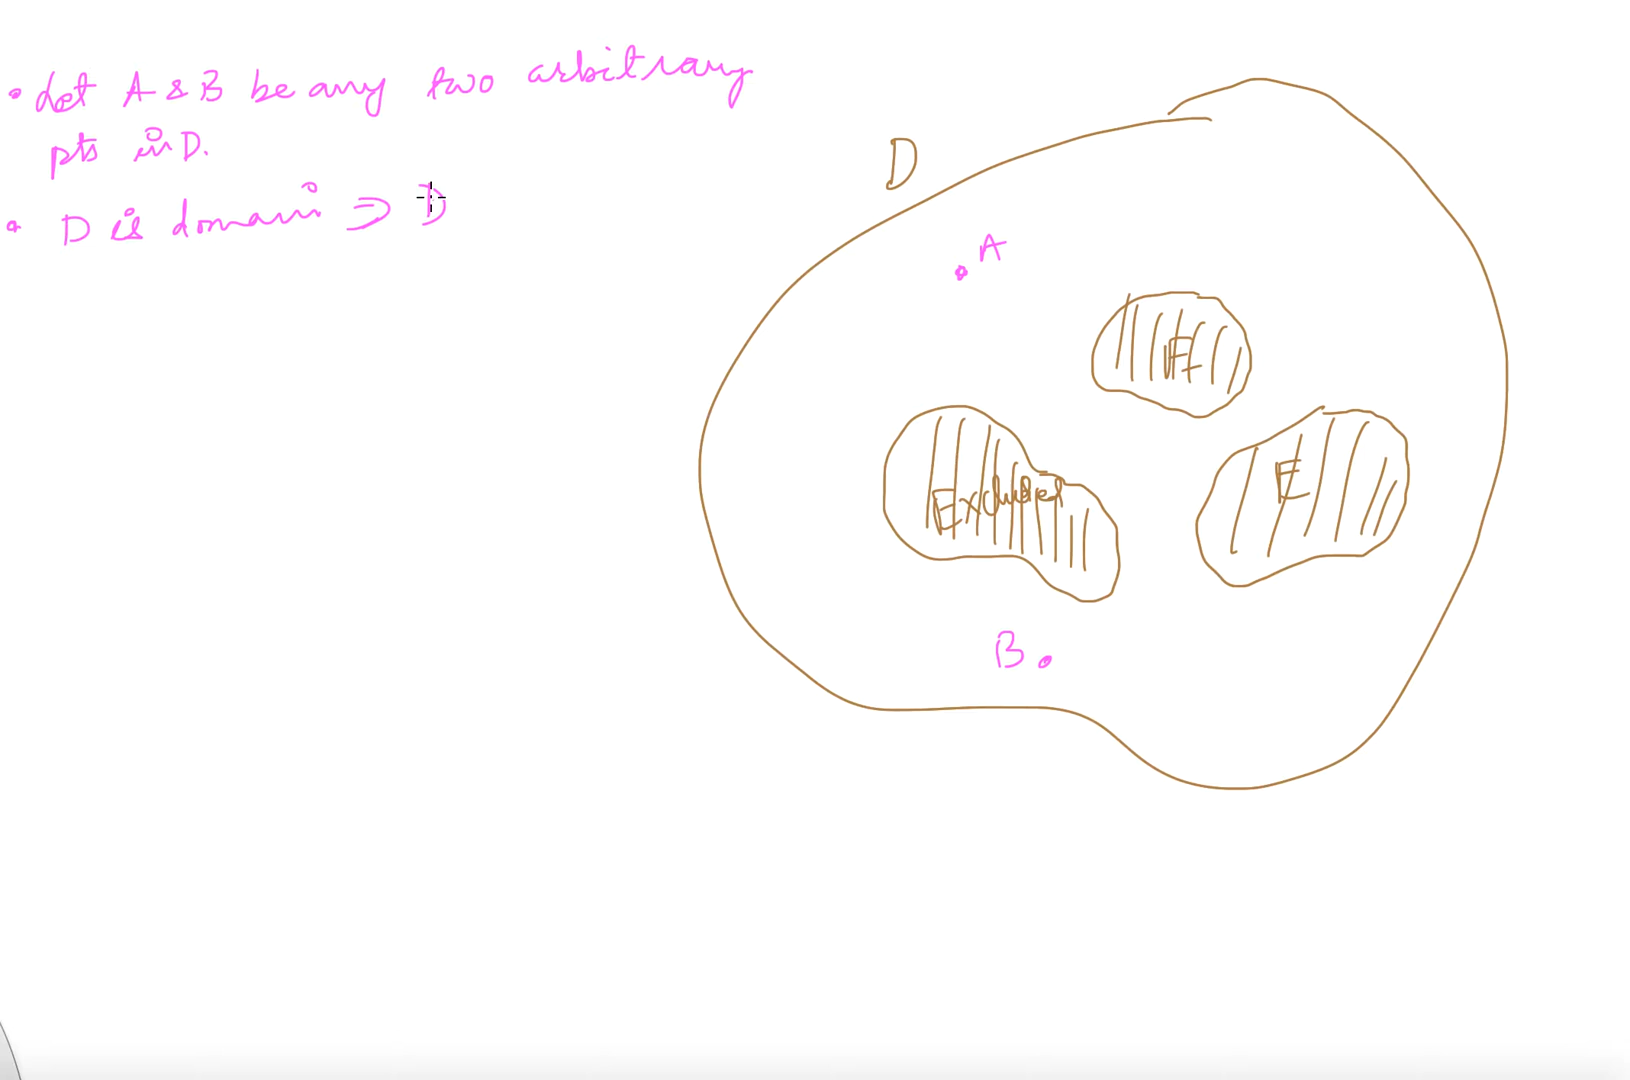 • Let A & B be any two arbitrary
pts in D.
• D is domain ⇒ D
D
A
E
E
Excluded
B